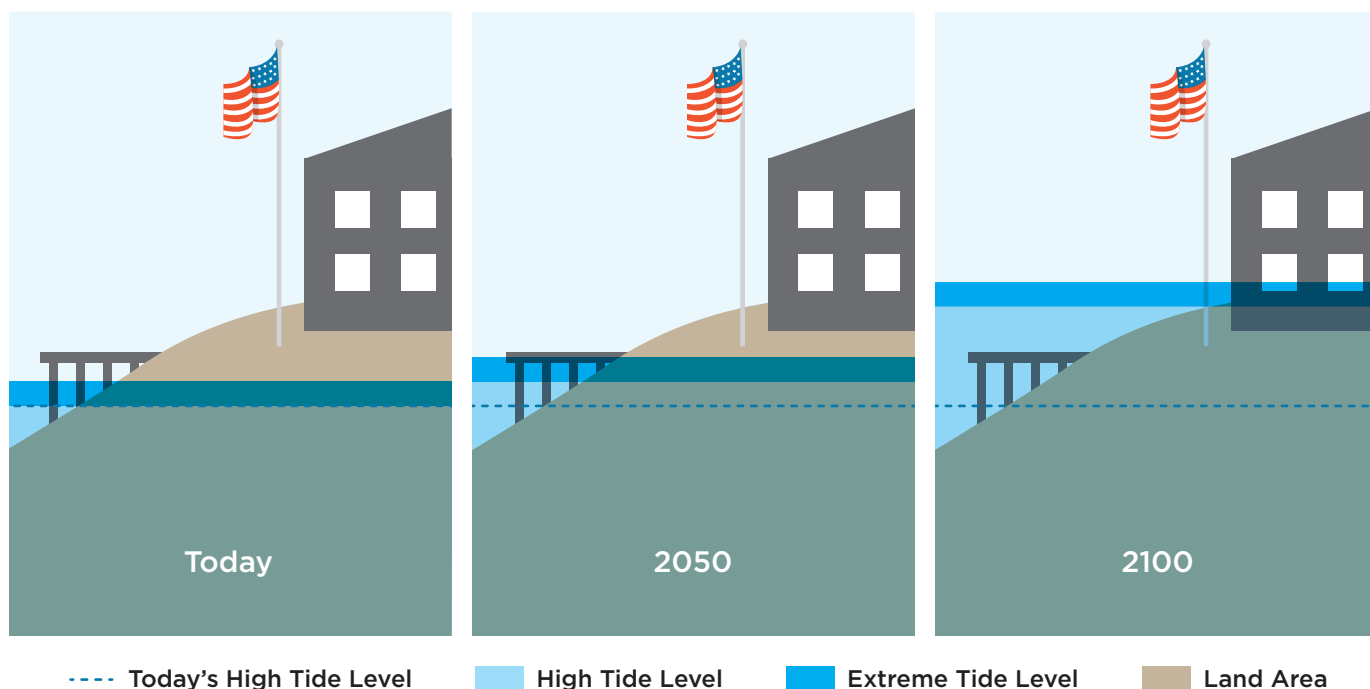 Today
2050
2100
Today's High Tide Level
High Tide Level
Extreme Tide Level
Land Area